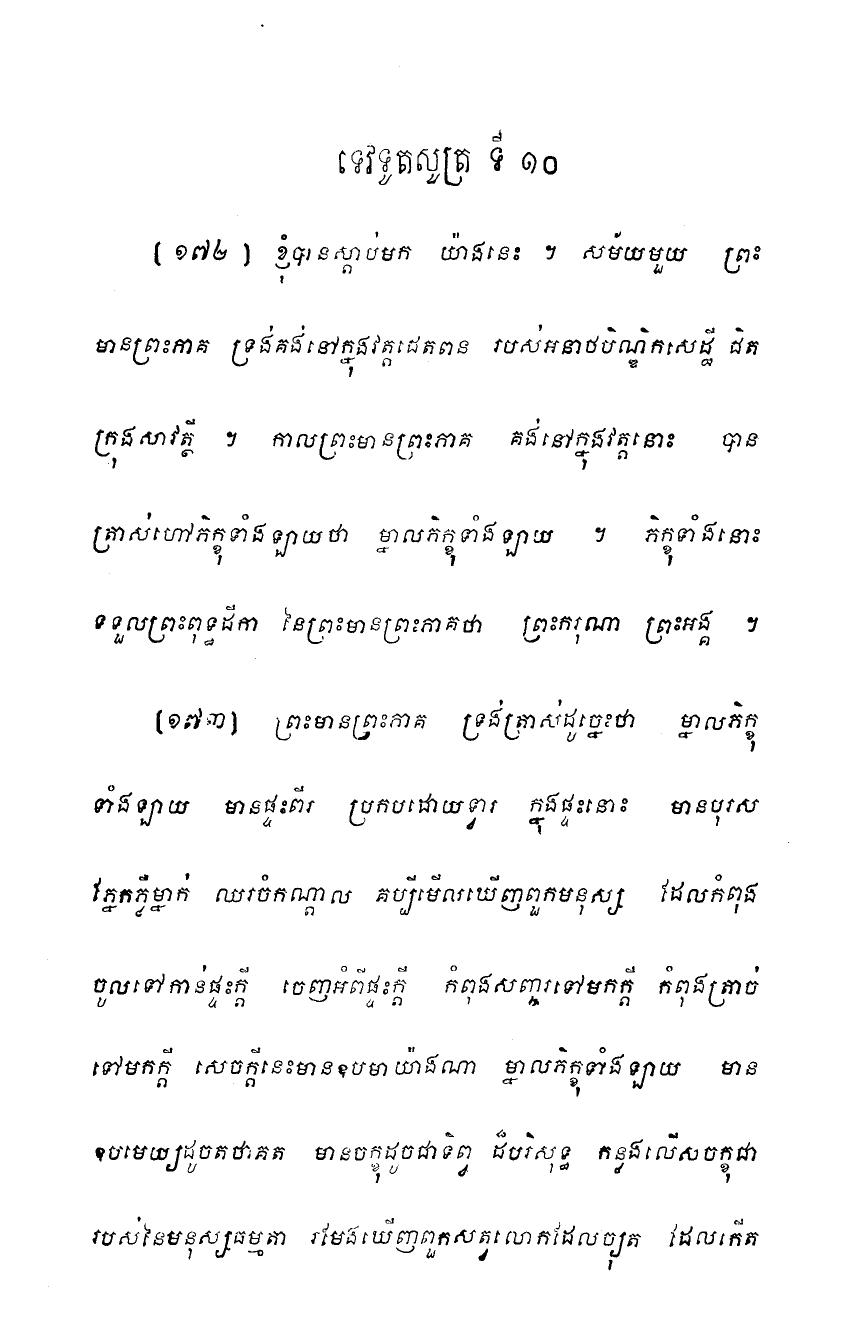 ទេវទូតសូត្រ ទី ១០
(១៧២) ខ្ញុំបានស្តាប់មក យ៉ាងនេះ ។ សម័យមួយ ព្រះ
មានព្រះភាគ ទ្រង់គង់នៅក្នុងវត្តជេតពន របស់អនាថបិណ្ឌិកសេដ្ឋី ជិត
ក្រុងសាវត្ថី ។ កាលព្រះមានព្រះភាគ គង់នៅក្នុងវត្តនោះ បាន
ត្រាស់ហៅភិក្ខុទាំងឡាយថា ម្នាលភិក្ខុទាំងឡាយ ។ ភិក្ខុទាំងនោះ
ទទួលព្រះពុទ្ធដីកា នៃព្រះមានព្រះភាគថា ព្រះករុណា ព្រះអង្គ ។
(១៧៣) ព្រះមានព្រះភាគ ទ្រង់ត្រាស់ដូច្នេះថា ម្នាលភិក្ខុ
ទាំងឡាយ មានផ្ទះពីរ ប្រកបដោយទ្វារ ក្នុងផ្ទះនោះ មានបុរស
ភ្នែកភ្លឺម្នាក់ ឈរចំកណ្តាល គប្បីមើលឃើញពួកមនុស្ស ដែលកំពុង
ចូលទៅកាន់ផ្ទះក្តី ចេញអំពីផ្ទះក្តី កំពុងសញ្ចរទៅមកក្តី កំពុងត្រាច់
ទៅមកក្តី សេចក្តីនេះមានឧបមាយ៉ាងណា ម្នាលភិក្ខុទាំងឡាយ មាន
ឧបមេយ្យដូចតថាគត មានចក្ខុដូចជាទិព្វ ដ៏បរិសុទ្ធ កន្លងលើសចក្ខុជា
របស់នៃមនុស្សធម្មតា រមែងឃើញពួកសត្វលោកដែលច្យុត ដែលកើត